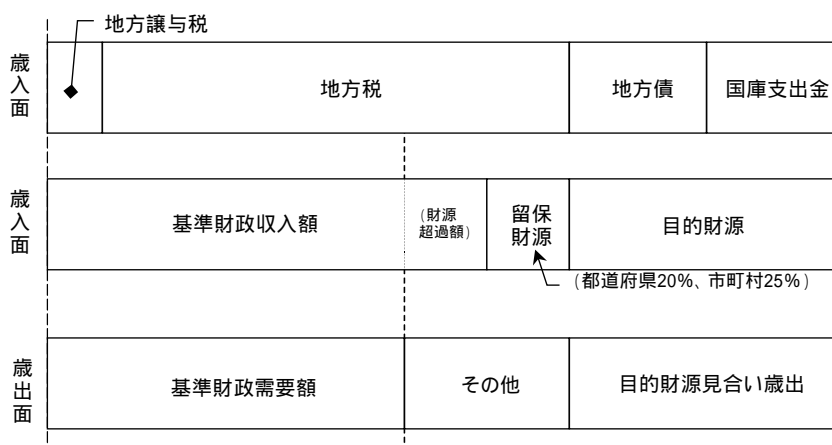 地方譲与税
歳入面
地方税
地方債
国庫支出金
歳入面
基準財政収入額
(財源
超過額)
留保
財源
目的財源
(都道府県20%、市町村25%)
歳出面
基準財政需要額
その他
目的財源見合い歳出